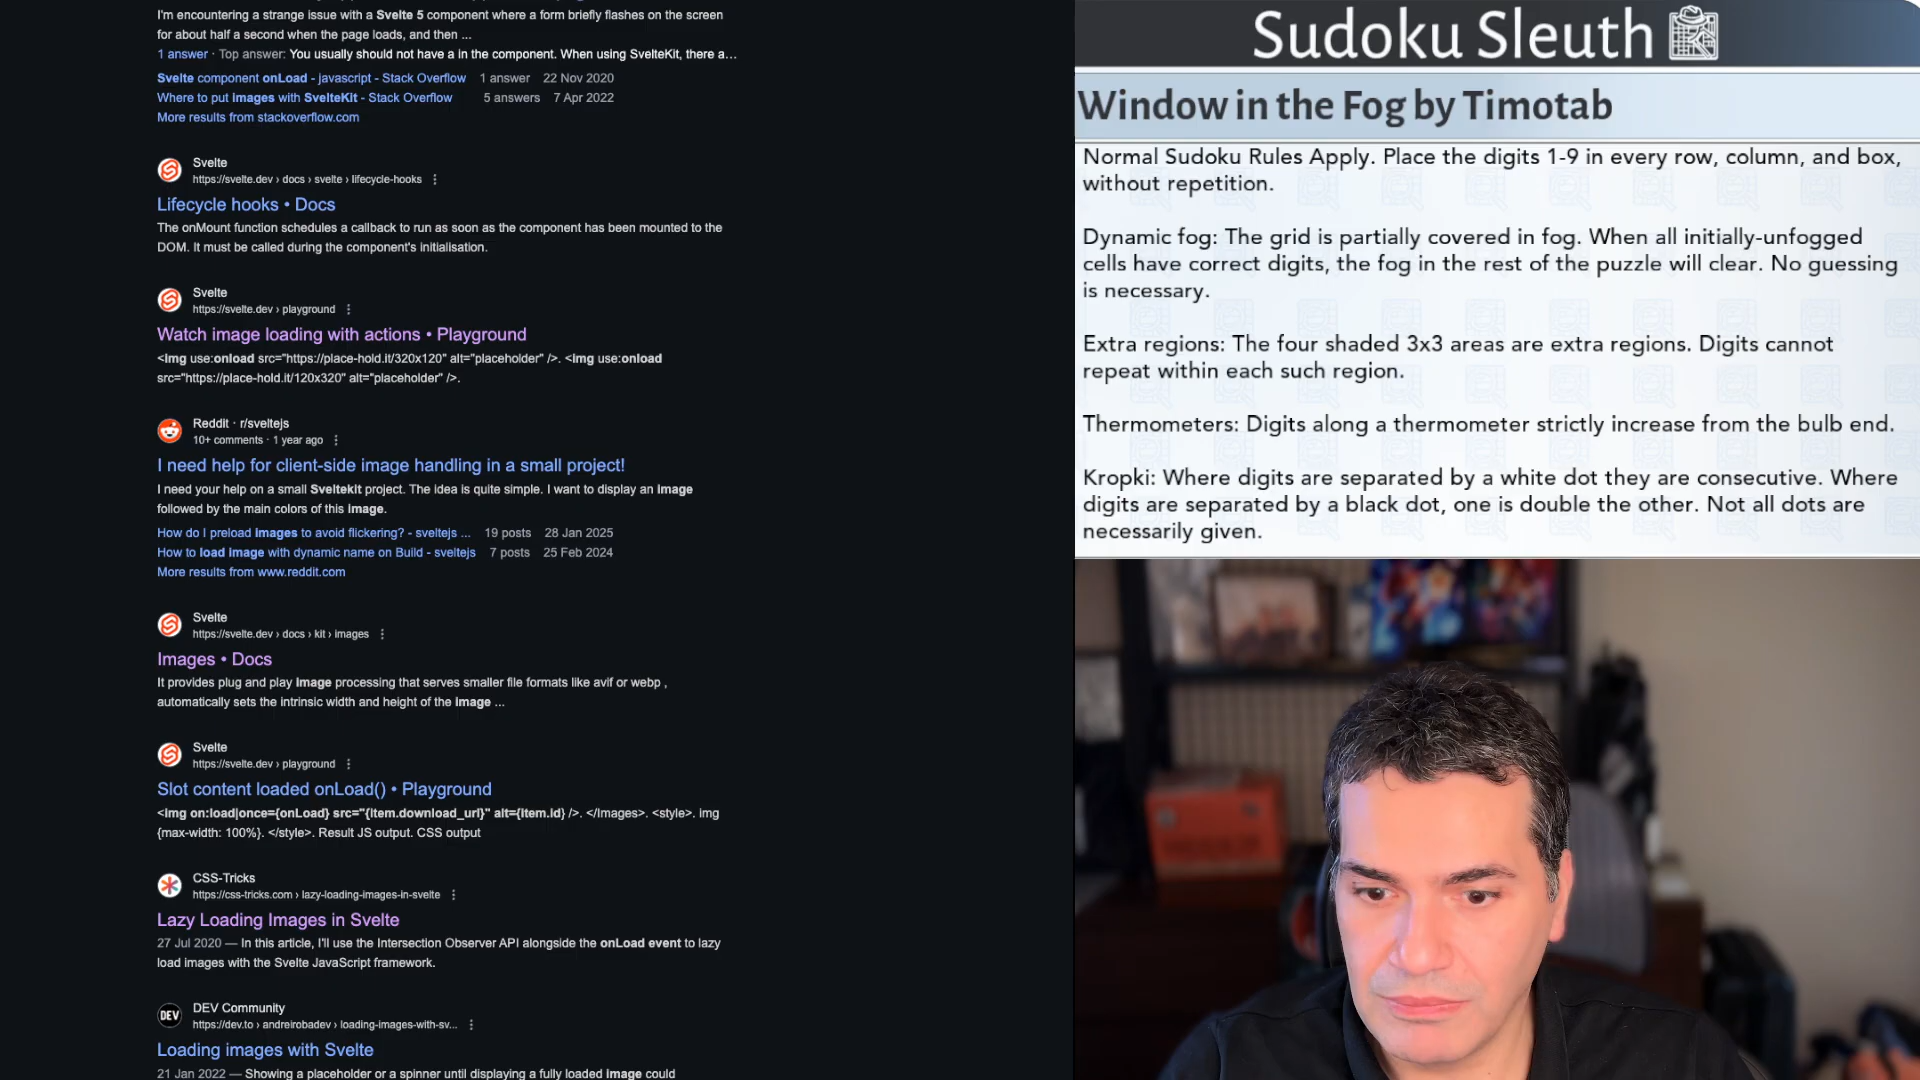 I'm encountering a strange issue with a Svelte 5 component where a form briefly flashes on the screen
for about half a second when the page loads, and then ...
1 answer · Top answer: You usually should not have a in the component. When using SvelteKit, there a...
Svelte component onLoad - javascript - Stack Overflow 1 answer 22 Nov 2020
Where to put images with SvelteKit - Stack Overflow 5 answers 7 Apr 2022
More results from stackoverflow.com
Svelte
https://svelte.dev › docs › svelte › lifecycle-hooks
Lifecycle hooks • Docs
The onMount function schedules a callback to run as soon as the component has been mounted to the
DOM. It must be called during the component's initialisation.
Svelte
https://svelte.dev › playground
Watch image loading with actions • Playground
<img use:onload src="https://place-hold.it/320x120" alt="placeholder" />. <img use:onload
src="https://place-hold.it/120x320" alt="placeholder" />.
Reddit · r/sveltejs
10+ comments · 1 year ago
I need help for client-side image handling in a small project!
I need your help on a small Sveltekit project. The idea is quite simple. I want to display an image
followed by the main colors of this image.
How do I preload images to avoid flickering? - sveltejs ... 19 posts 28 Jan 2025
How to load image with dynamic name on Build - sveltejs 7 posts 25 Feb 2024
More results from www.reddit.com
Svelte
https://svelte.dev › docs › kit › images
Images • Docs
It provides plug and play image processing that serves smaller file formats like avif or webp ,
automatically sets the intrinsic width and height of the image ...
Svelte
https://svelte.dev › playground
Slot content loaded onLoad() • Playground
<img on:load|once={onLoad} src="{item.download_url}" alt={item.id} />. </Images>. <style>. img
{max-width: 100%}. </style>. Result JS output. CSS output
CSS-Tricks
https://css-tricks.com › lazy-loading-images-in-svelte
Lazy Loading Images in Svelte
27 Jul 2020 — In this article, I'll use the Intersection Observer API alongside the onLoad event to lazy
load images with the Svelte JavaScript framework.
DEV
DEV Community
https://dev.to › andreirobadev › loading-images-with-sv...
Loading images with Svelte
21 Jan 2022 — Showing a placeholder or a spinner until displaying a fully loaded image could
Sudoku Sleuth
Window in the Fog by Timotab
Normal Sudoku Rules Apply. Place the digits 1-9 in every row, column, and box,
without repetition.
Dynamic fog: The grid is partially covered in fog. When all initially-unfogged
cells have correct digits, the fog in the rest of the puzzle will clear. No guessing
is necessary.
Extra regions: The four shaded 3x3 areas are extra regions. Digits cannot
repeat within each such region.
Thermometers: Digits along a thermometer strictly increase from the bulb end.
Kropki: Where digits are separated by a white dot they are consecutive. Where
digits are separated by a black dot, one is double the other. Not all dots are
necessarily given.